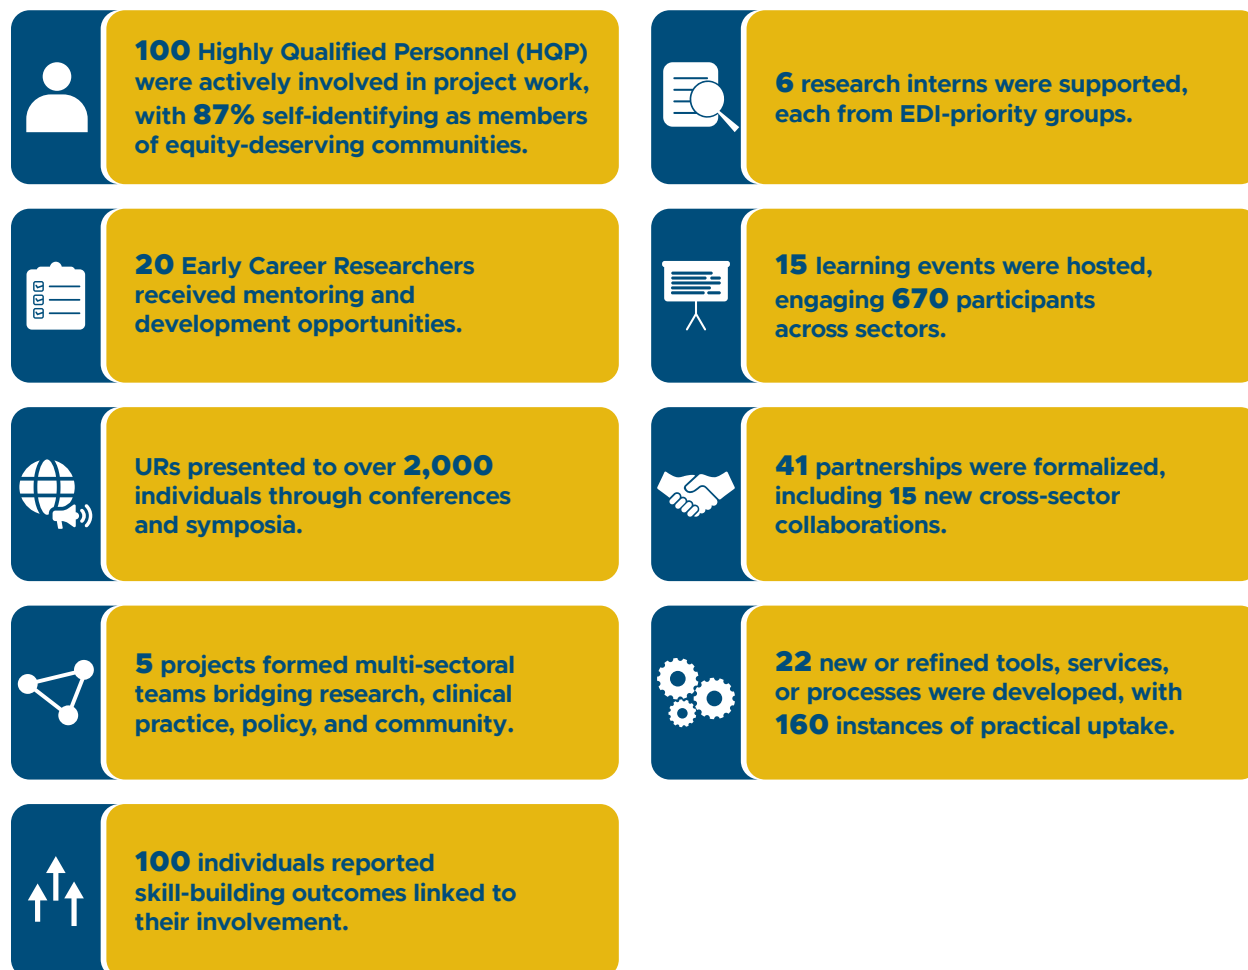 100 Highly Qualified Personnel (HQP)
were actively involved in project work,
with 87% self-identifying as members
of equity-deserving communities.
6 research interns were supported,
each from EDI-priority groups.
20 Early Career Researchers
received mentoring and
development opportunities.
15 learning events were hosted,
engaging 670 participants
across sectors.
URs presented to over 2,000
individuals through conferences
and symposia.
41 partnerships were formalized,
including 15 new cross-sector
collaborations.
5 projects formed multi-sectoral
teams bridging research, clinical
practice, policy, and community.
22 new or refined tools, services,
or processes were developed, with
160 instances of practical uptake.
100 individuals reported
skill-building outcomes linked to
their involvement.